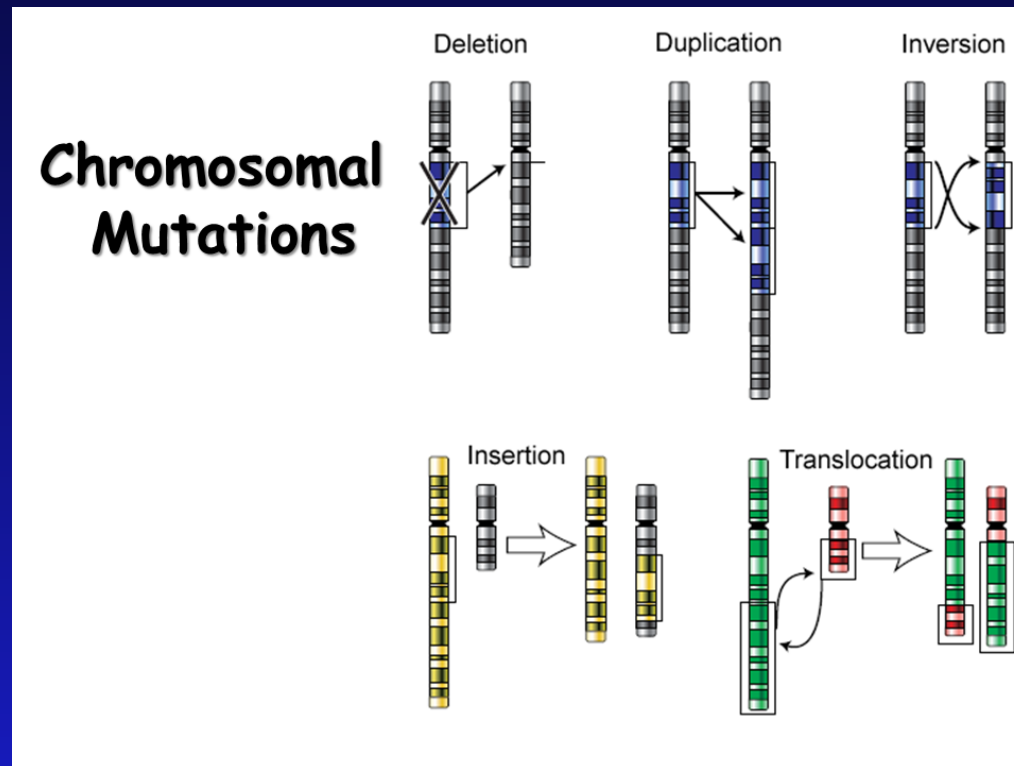 Chromosomal
Mutations
Deletion
Duplication
Inversion
Insertion
Translocation